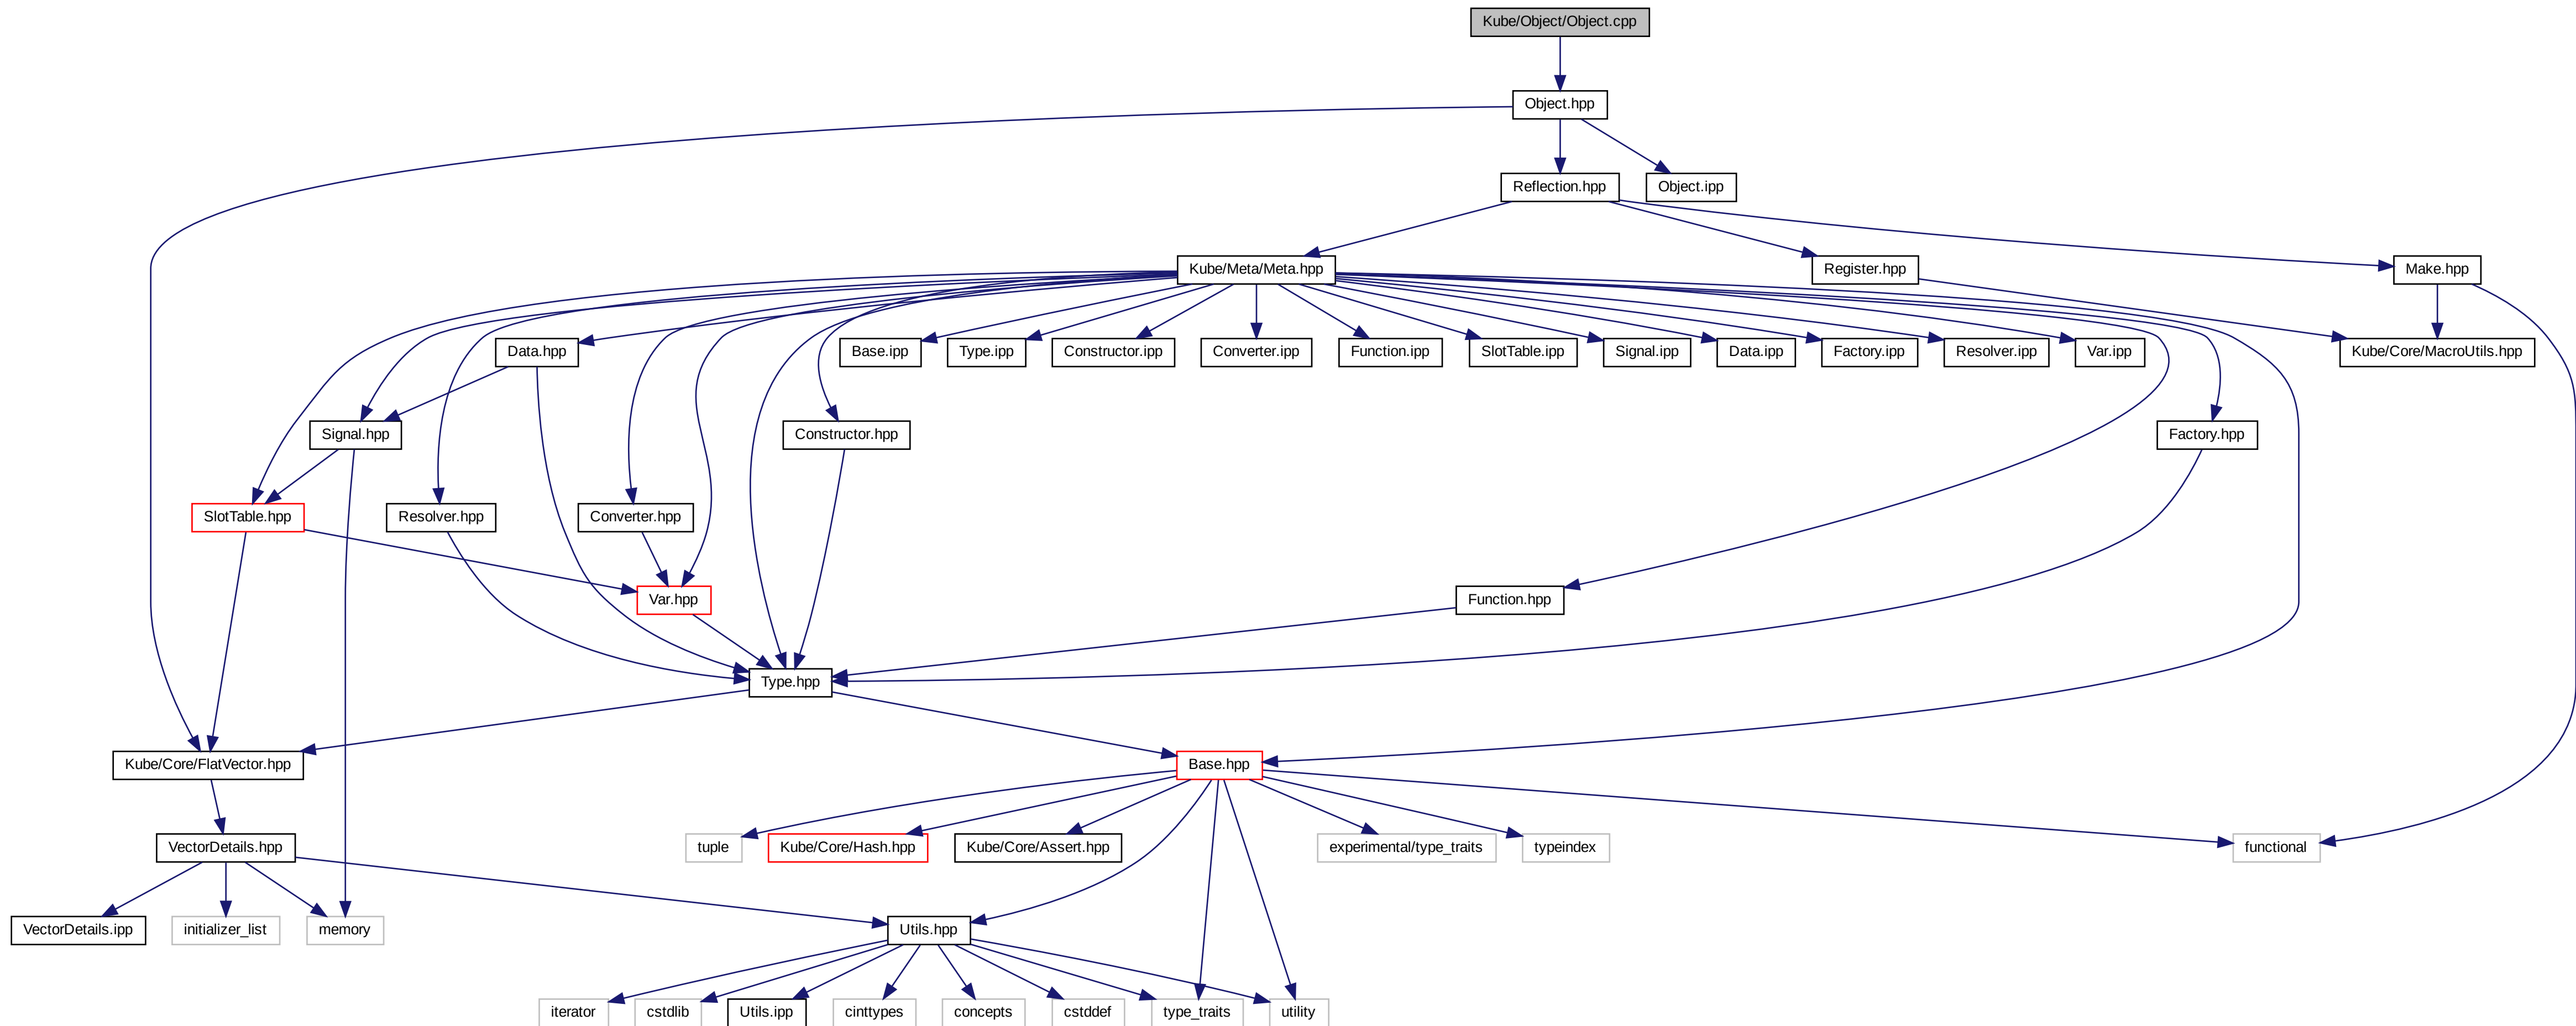 Kube/Object/Object.cpp
Object.hpp
Reflection.hpp
Object.ipp
Kube/Meta/Meta.hpp
Register.hpp
Make.hpp
Data.hpp
Base.ipp
Type.ipp
Constructor.ipp
Converter.ipp
Function.ipp
SlotTable.ipp
Signal.ipp
Data.ipp
Factory.ipp
Resolver.ipp
Var.ipp
Kube/Core/MacroUtils.hpp
Signal.hpp
Constructor.hpp
Factory.hpp
SlotTable.hpp
Resolver.hpp
Converter.hpp
Var.hpp
Function.hpp
Type.hpp
Kube/Core/FlatVector.hpp
Base.hpp
VectorDetails.hpp
tuple
Kube/Core/Hash.hpp
Kube/Core/Assert.hpp
experimental/type_traits
typeindex
functional
VectorDetails.ipp
initializer_list
memory
Utils.hpp
iterator
cstdlib
Utils.ipp
cinttypes
concepts
cstddef
type_traits
utility